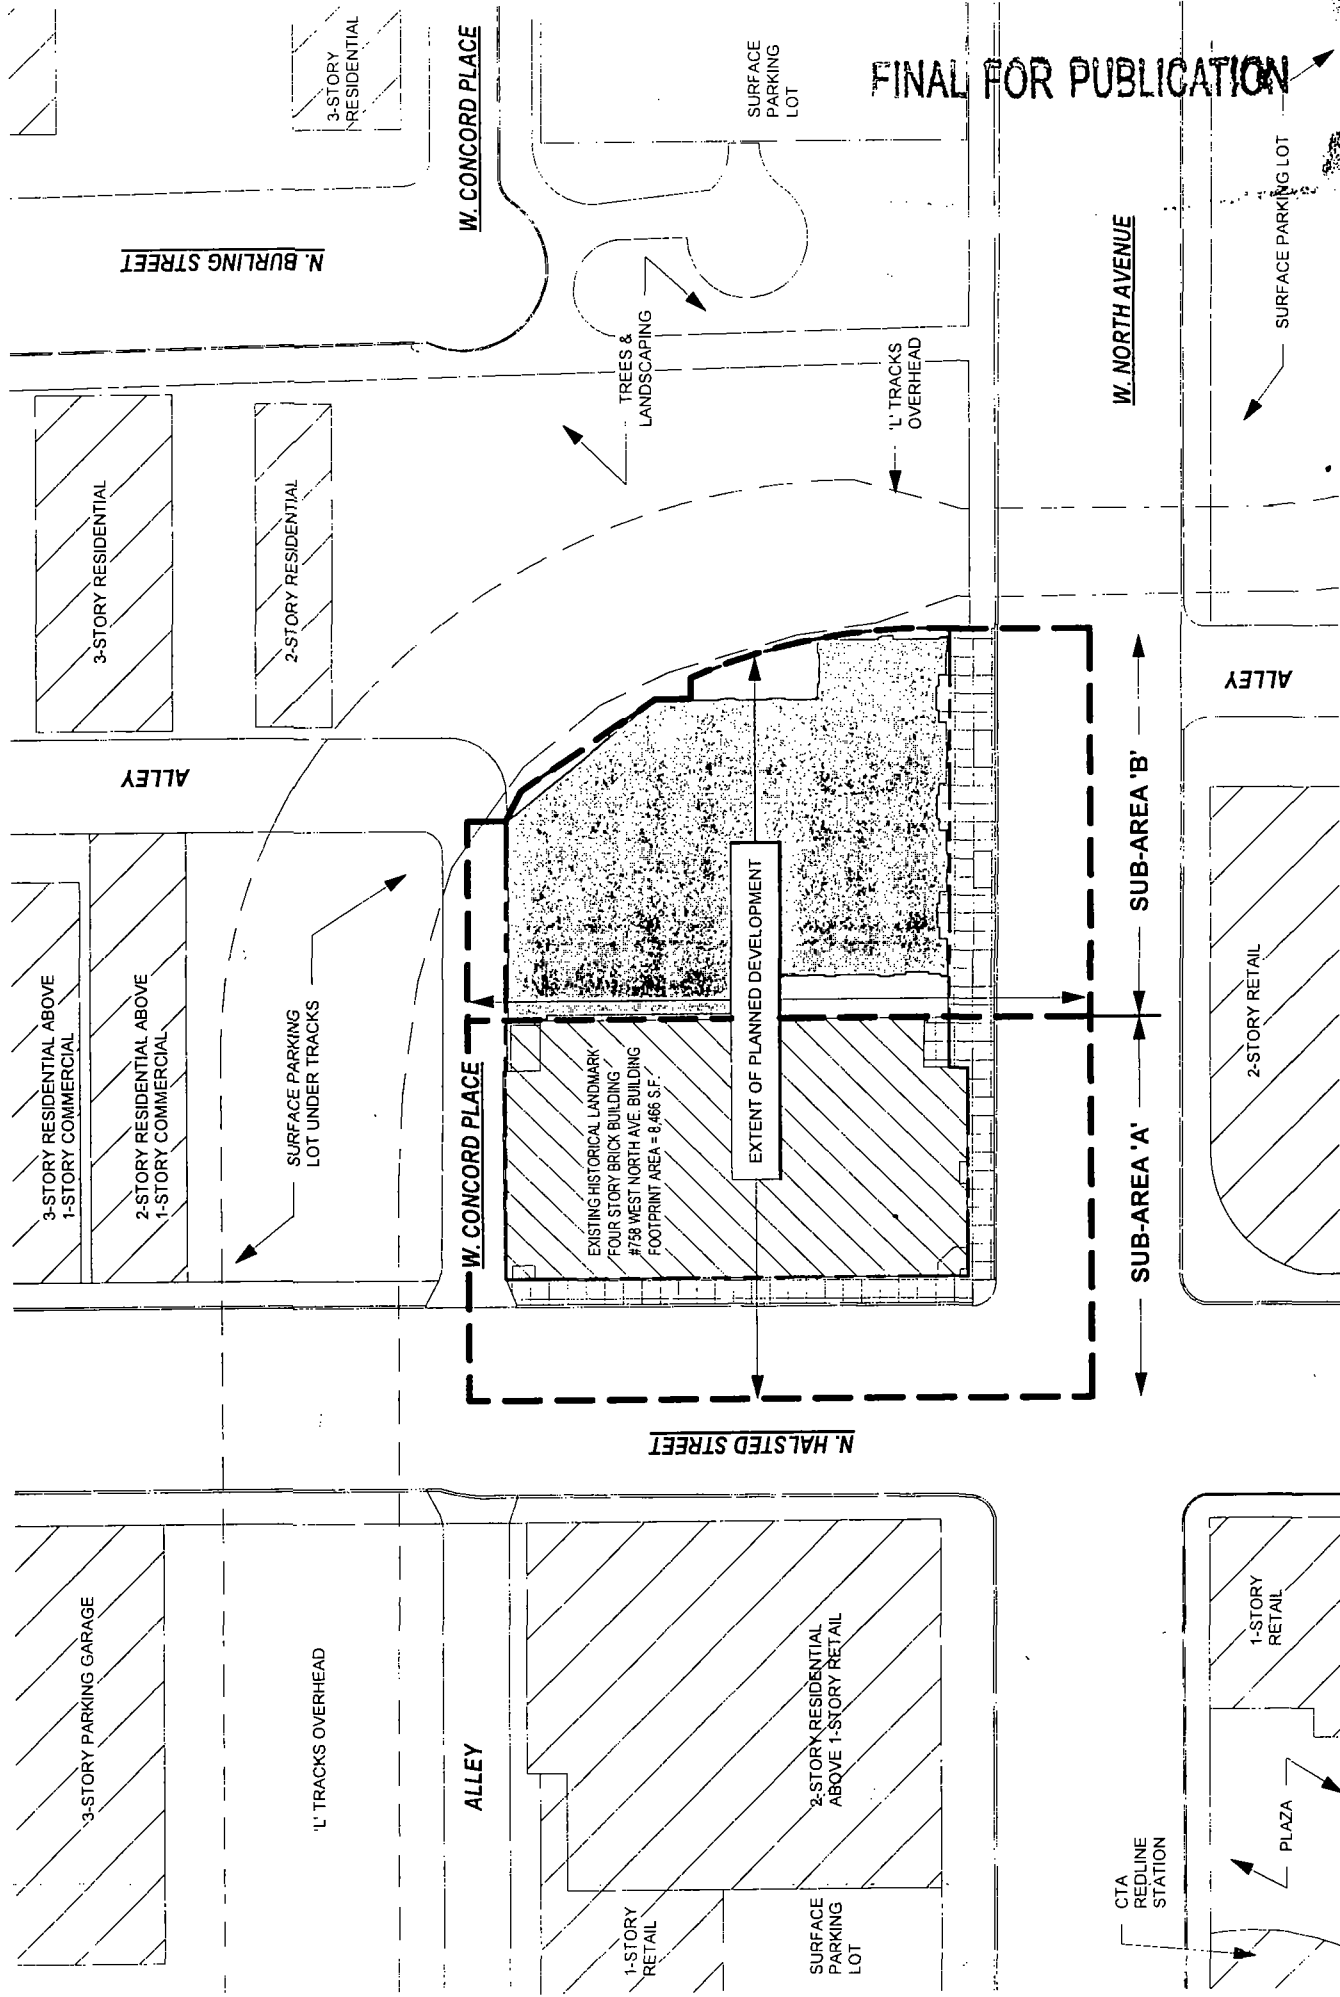 FINAL FOR PUBLICATION
3-STORY PARKING GARAGE
'L' TRACKS OVERHEAD
ALLEY
1-STORY
RETAIL
2-STORY RESIDENTIAL
ABOVE 1-STORY RETAIL
SURFACE
PARKING
LOT
CTA
REDLINE
STATION
PLAZA
1-STORY
RETAIL
N. HALSTED STREET
3-STORY RESIDENTIAL ABOVE
1-STORY COMMERCIAL
2-STORY RESIDENTIAL ABOVE
1-STORY COMMERCIAL
SURFACE PARKING
LOT UNDER TRACKS
W. CONCORD PLACE
EXISTING HISTORICAL LANDMARK
FOUR STORY BRICK BUILDING
#758 WEST NORTH AVE. BUILDING
FOOTPRINT AREA = 8,466 S.F.
EXTENT OF PLANNED DEVELOPMENT
SUB-AREA 'A'
SUB-AREA 'B'
2-STORY RETAIL
ALLEY
ALLEY
3-STORY RESIDENTIAL
2-STORY RESIDENTIAL
TREES &
LANDSCAPING
'L' TRACKS
OVERHEAD
W. NORTH AVENUE
SURFACE PARKING LOT
N. BURLING STREET
W. CONCORD PLACE
3-STORY
RESIDENTIAL
SURFACE
PARKING
LOT